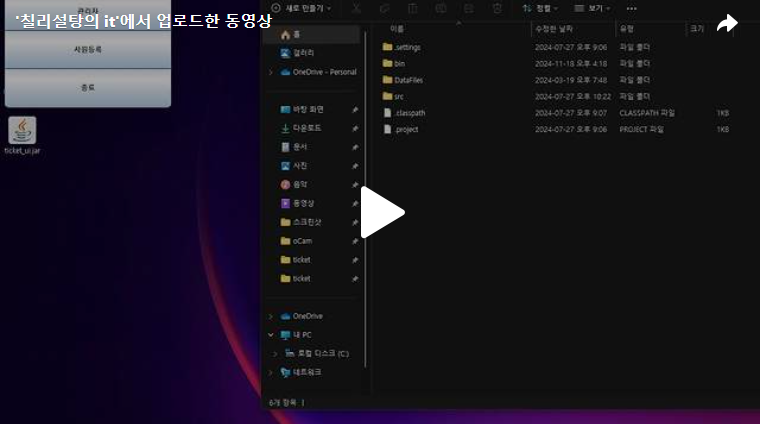 관리자
'칠리설탕의 it'에서 업로드한 동영상
사원등록
종료
ticket_ui.jar
새로 만들기
정렬
보기
홈
갤러리
OneDrive - Personal
바탕 화면
다운로드
문서
사진
음악
동영상
스크린샷
oCam
ticket
ticket
OneDrive
내 PC
로컬 디스크 (C:)
네트워크
이름 수정한 날짜 유형 크기
.settings 2024-07-27 오후 9:06 파일 폴더
bin 2024-11-18 오후 4:18 파일 폴더
DataFiles 2024-03-19 오후 7:48 파일 폴더
src 2024-07-27 오후 10:22 파일 폴더
.classpath 2024-07-27 오후 9:07 CLASSPATH 파일 1KB
.project 2024-07-27 오후 9:06 PROJECT 파일 1KB
6개 항목